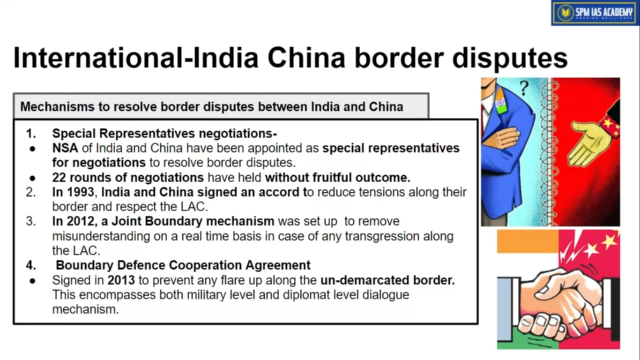 SPM IAS ACADEMY
International-India China border disputes
Mechanisms to resolve border disputes between India and China
1. Special Representatives negotiations-
● NSA of India and China have been appointed as special representatives
for negotiations to resolve border disputes.
● 22 rounds of negotiations have held without fruitful outcome.
2. In 1993, India and China signed an accord to reduce tensions along their
border and respect the LAC.
3. In 2012, a Joint Boundary mechanism was set up to remove
misunderstanding on a real time basis in case of any transgression along
the LAC.
4. Boundary Defence Cooperation Agreement
● Signed in 2013 to prevent any flare up along the un-demarcated border.
This encompasses both military level and diplomat level dialogue
mechanism.
?